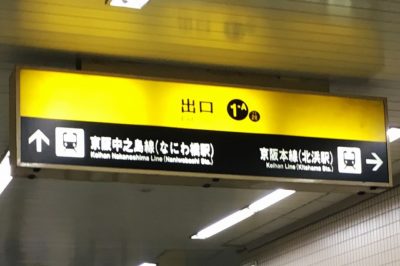 出口 1-A
京阪中之島線(なにわ橋駅)
Keihan Nakanoshima Line (Naniwabashi Sta.)
京阪本線(北浜駅)
Keihan Line (Kitahama Sta.)